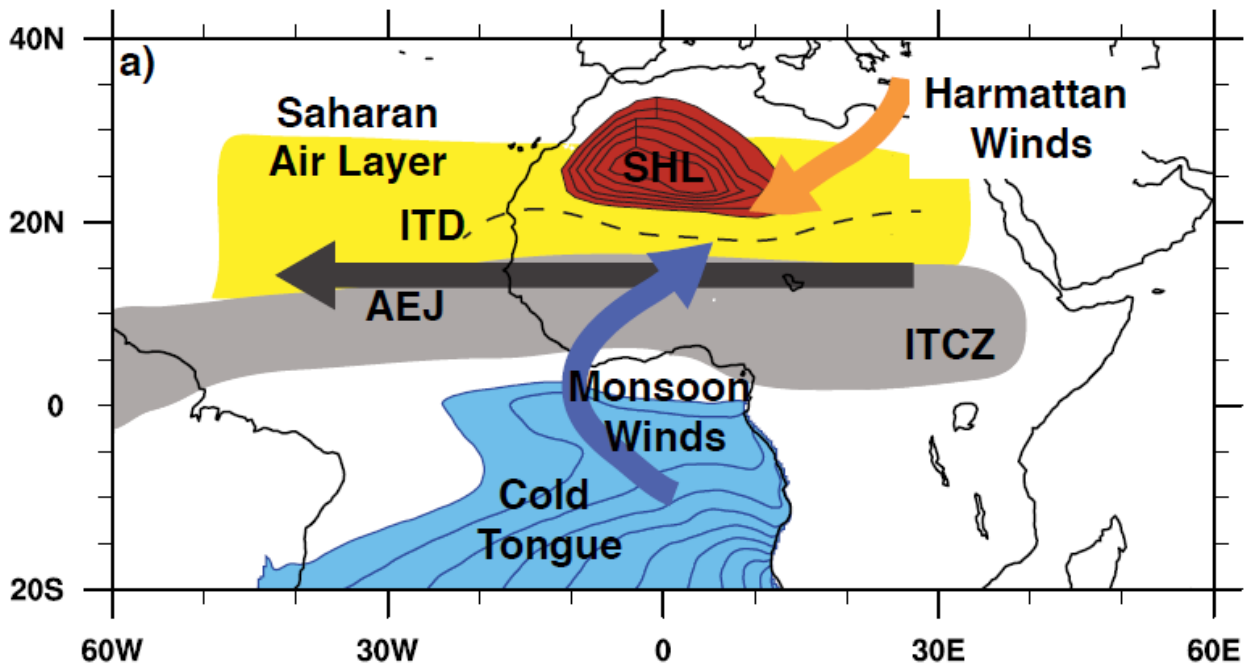 40N
a)
Saharan
Air Layer
Harmattan
Winds
SHL
20N
ITD
AEJ
ITCZ
0
Monsoon
Winds
Cold
Tongue
20S
60W 30W 0 30E 60E